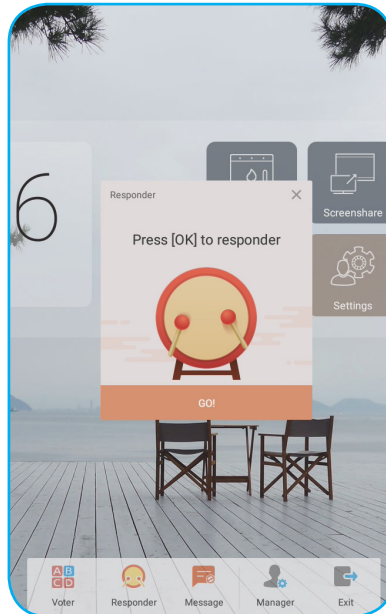 6
Screenshare
Responder
Press [OK] to responder
Settings
GO!
A B
C D
Voter
Responder
Message
Manager
Exit